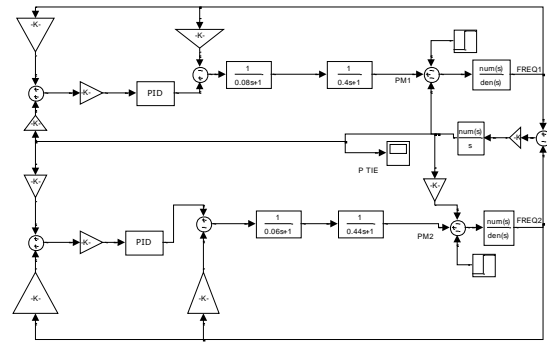 -K-
-K-
-K-
PID
1
0.08s+1
1
0.4s+1
PM1
num(s)
den(s)
FREQ1
-K-
num(s)
s
-K-
P TIE
-K-
-K-
-K-
PID
1
0.06s+1
1
0.44s+1
PM2
num(s)
den(s)
FREQ2
-K-
-K-